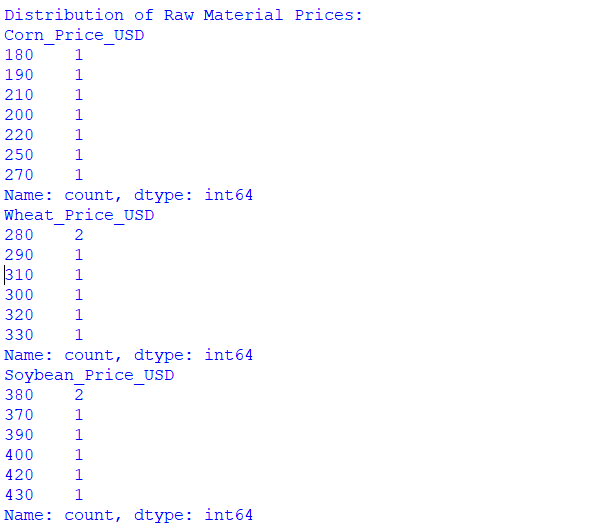 Distribution of Raw Material Prices:
Corn_Price_USD
180    1
190    1
210    1
200    1
220    1
250    1
270    1
Name: count, dtype: int64
Wheat_Price_USD
280    2
290    1
310    1
300    1
320    1
330    1
Name: count, dtype: int64
Soybean_Price_USD
380    2
370    1
390    1
400    1
420    1
430    1
Name: count, dtype: int64